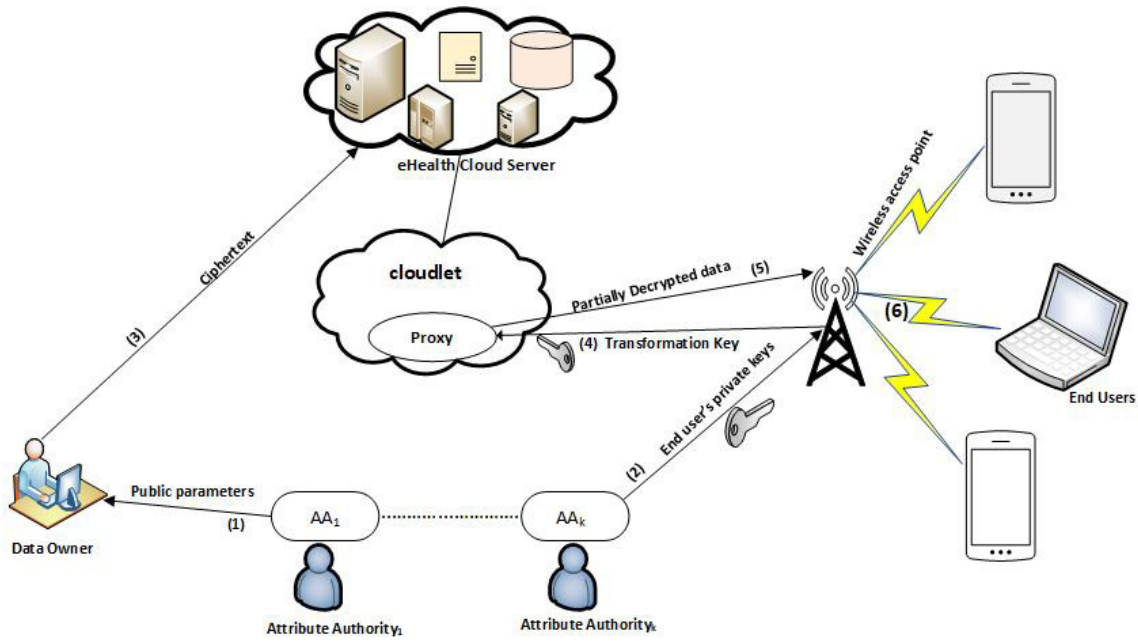 eHealth Cloud Server
Wireless access point
Ciphertext
(3)
cloudlet
Partially Decrypted data (5)
Proxy
(4) Transformation Key
(6)
End Users
(2) End user's private keys
Public parameters
(1)
AA1
AAk
Data Owner
Attribute Authority1
Attribute Authorityk